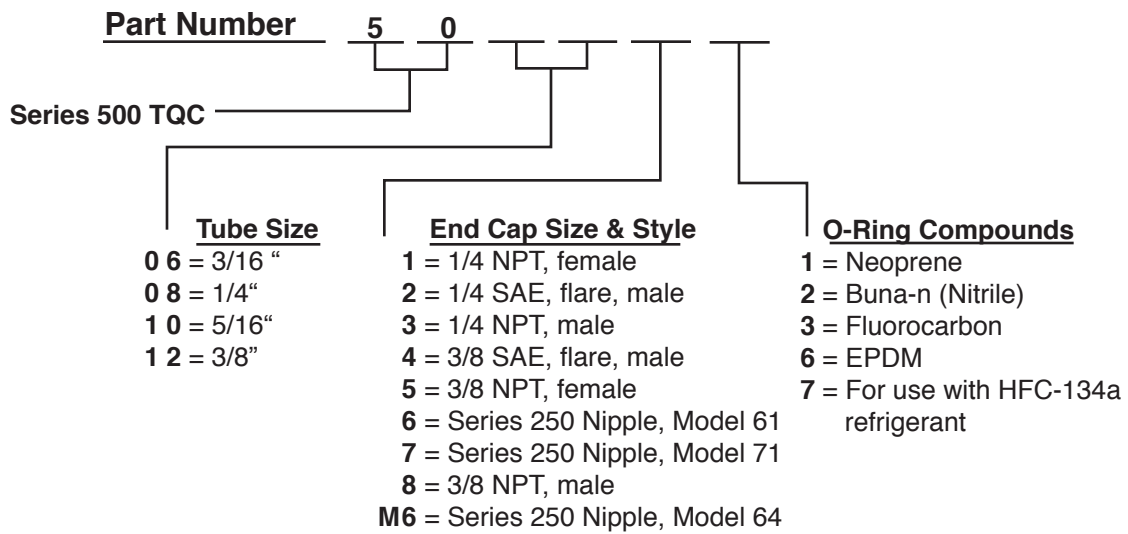 Part Number 5 0
Series 500 TQC
Tube Size
0 6 = 3/16 “
0 8 = 1/4“
1 0 = 5/16“
1 2 = 3/8”
End Cap Size & Style
1 = 1/4 NPT, female
2 = 1/4 SAE, flare, male
3 = 1/4 NPT, male
4 = 3/8 SAE, flare, male
5 = 3/8 NPT, female
6 = Series 250 Nipple, Model 61
7 = Series 250 Nipple, Model 71
8 = 3/8 NPT, male
M6 = Series 250 Nipple, Model 64
O-Ring Compounds
1 = Neoprene
2 = Buna-n (Nitrile)
3 = Fluorocarbon
6 = EPDM
7 = For use with HFC-134a
refrigerant